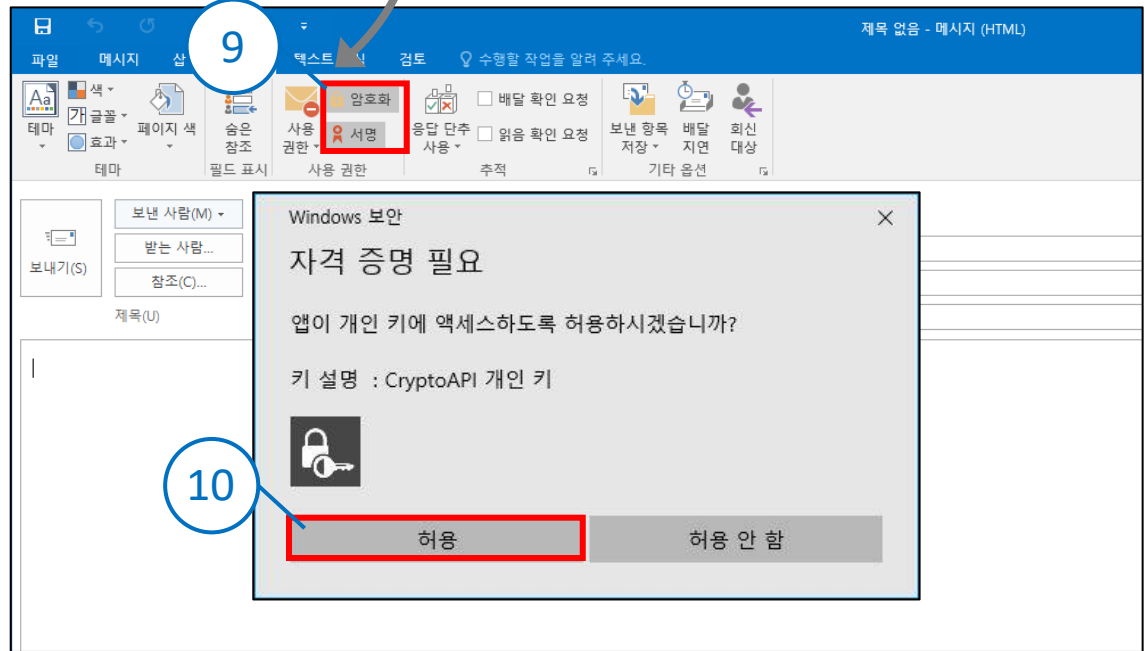 제목 없음 - 메시지 (HTML)
9
파일 메시지 삽 텍스트 식 검토 수행할 작업을 알려 주세요.
Aa
테마
색
가 글꼴
효과
페이지 색
테마
숨은
참조
필드 표시
사용
권한
암호화
서명
사용 권한
응답 단추
사용
배달 확인 요청
읽음 확인 요청
추적
보낸 항목
저장
배달
지연
회신
대상
기타 옵션
보내기(S)
보낸 사람(M)
받는 사람...
참조(C)...
제목(U)
Windows 보안
자격 증명 필요
앱이 개인 키에 액세스하도록 허용하시겠습니까?
키 설명 : CryptoAPI 개인 키
10
허용
허용 안 함